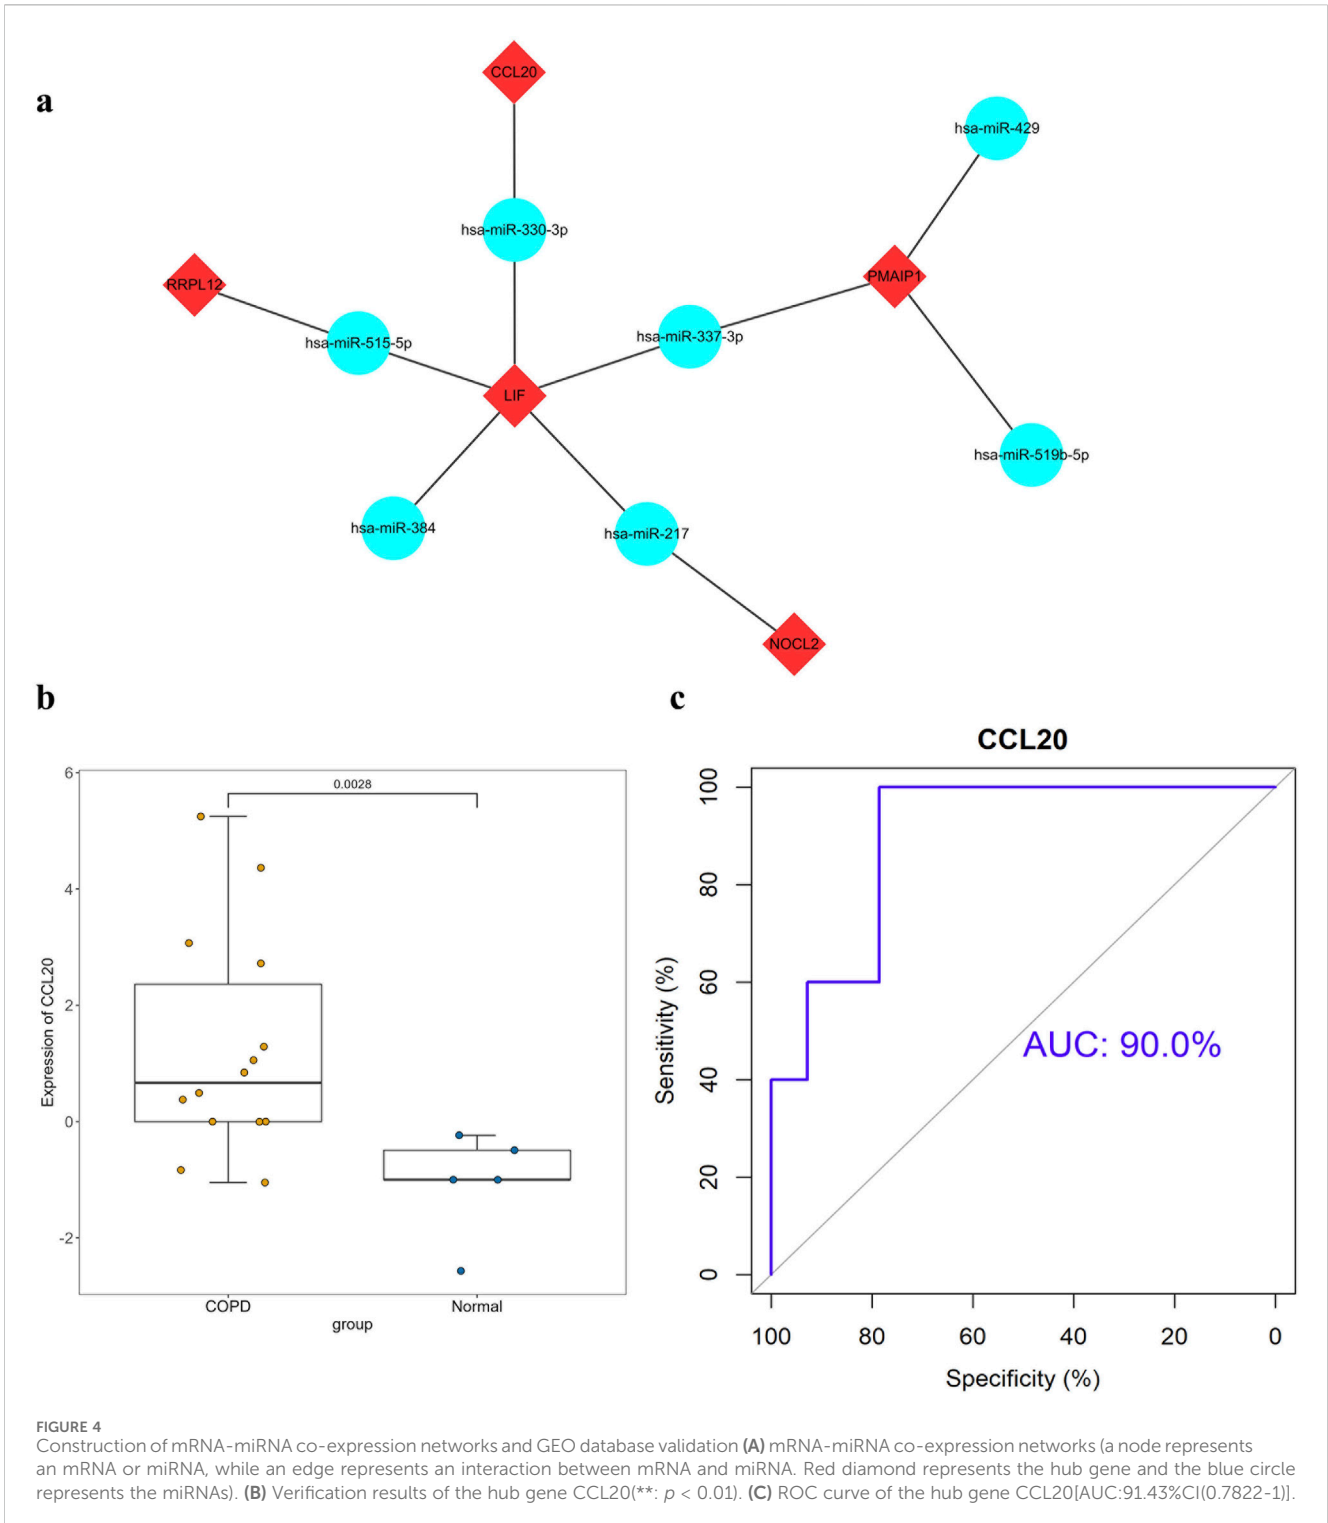 a
CCL20
hsa-miR-429
hsa-miR-330-3p
RRPL12
PMAIP1
hsa-miR-515-5p
hsa-miR-337-3p
LIF
hsa-miR-519b-5p
hsa-miR-384
hsa-miR-217
NOCL2
b
6
4
2
0
-2
Expression of CCL20
0.0028
COPD
Normal
group
c
CCL20
100
80
60
40
20
0
Sensitivity (%)
AUC: 90.0%
100
80
60
40
20
0
Specificity (%)
FIGURE 4
Construction of mRNA-miRNA co-expression networks and GEO database validation (A) mRNA-miRNA co-expression networks (a node represents
an mRNA or miRNA, while an edge represents an interaction between mRNA and miRNA. Red diamond represents the hub gene and the blue circle
represents the miRNAs). (B) Verification results of the hub gene CCL20(**: p < 0.01). (C) ROC curve of the hub gene CCL20[AUC:91.43%CI(0.7822-1)].